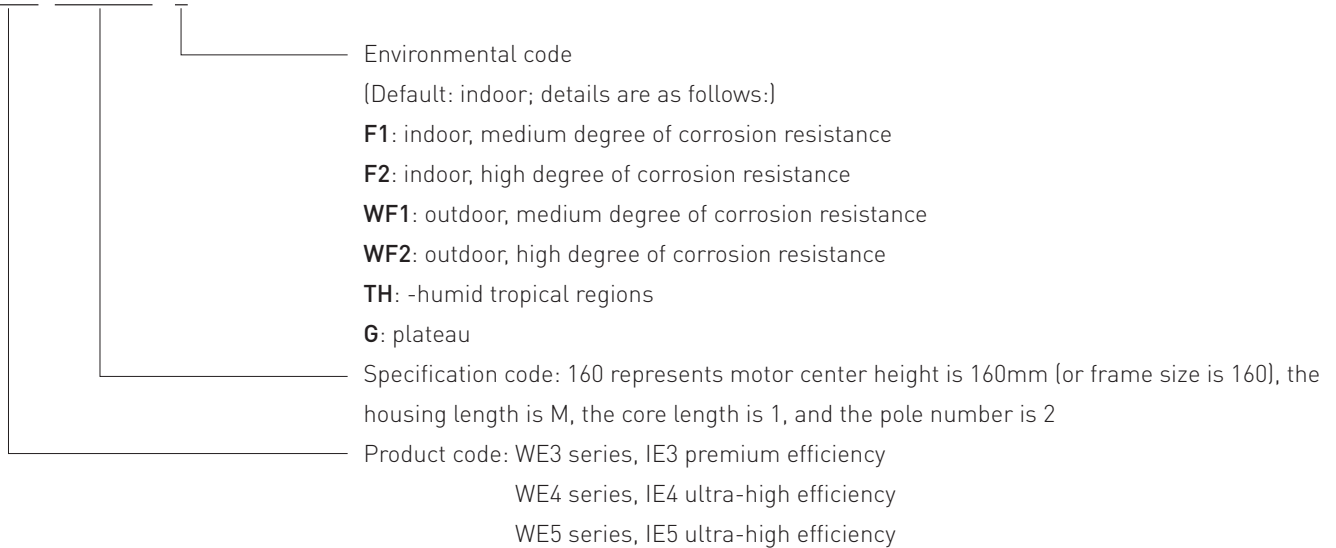 Environmental code
(Default: indoor; details are as follows:)
F1: indoor, medium degree of corrosion resistance
F2: indoor, high degree of corrosion resistance
WF1: outdoor, medium degree of corrosion resistance
WF2: outdoor, high degree of corrosion resistance
TH: -humid tropical regions
G: plateau
Specification code: 160 represents motor center height is 160mm (or frame size is 160), the
housing length is M, the core length is 1, and the pole number is 2
Product code: WE3 series, IE3 premium efficiency
WE4 series, IE4 ultra-high efficiency
WE5 series, IE5 ultra-high efficiency